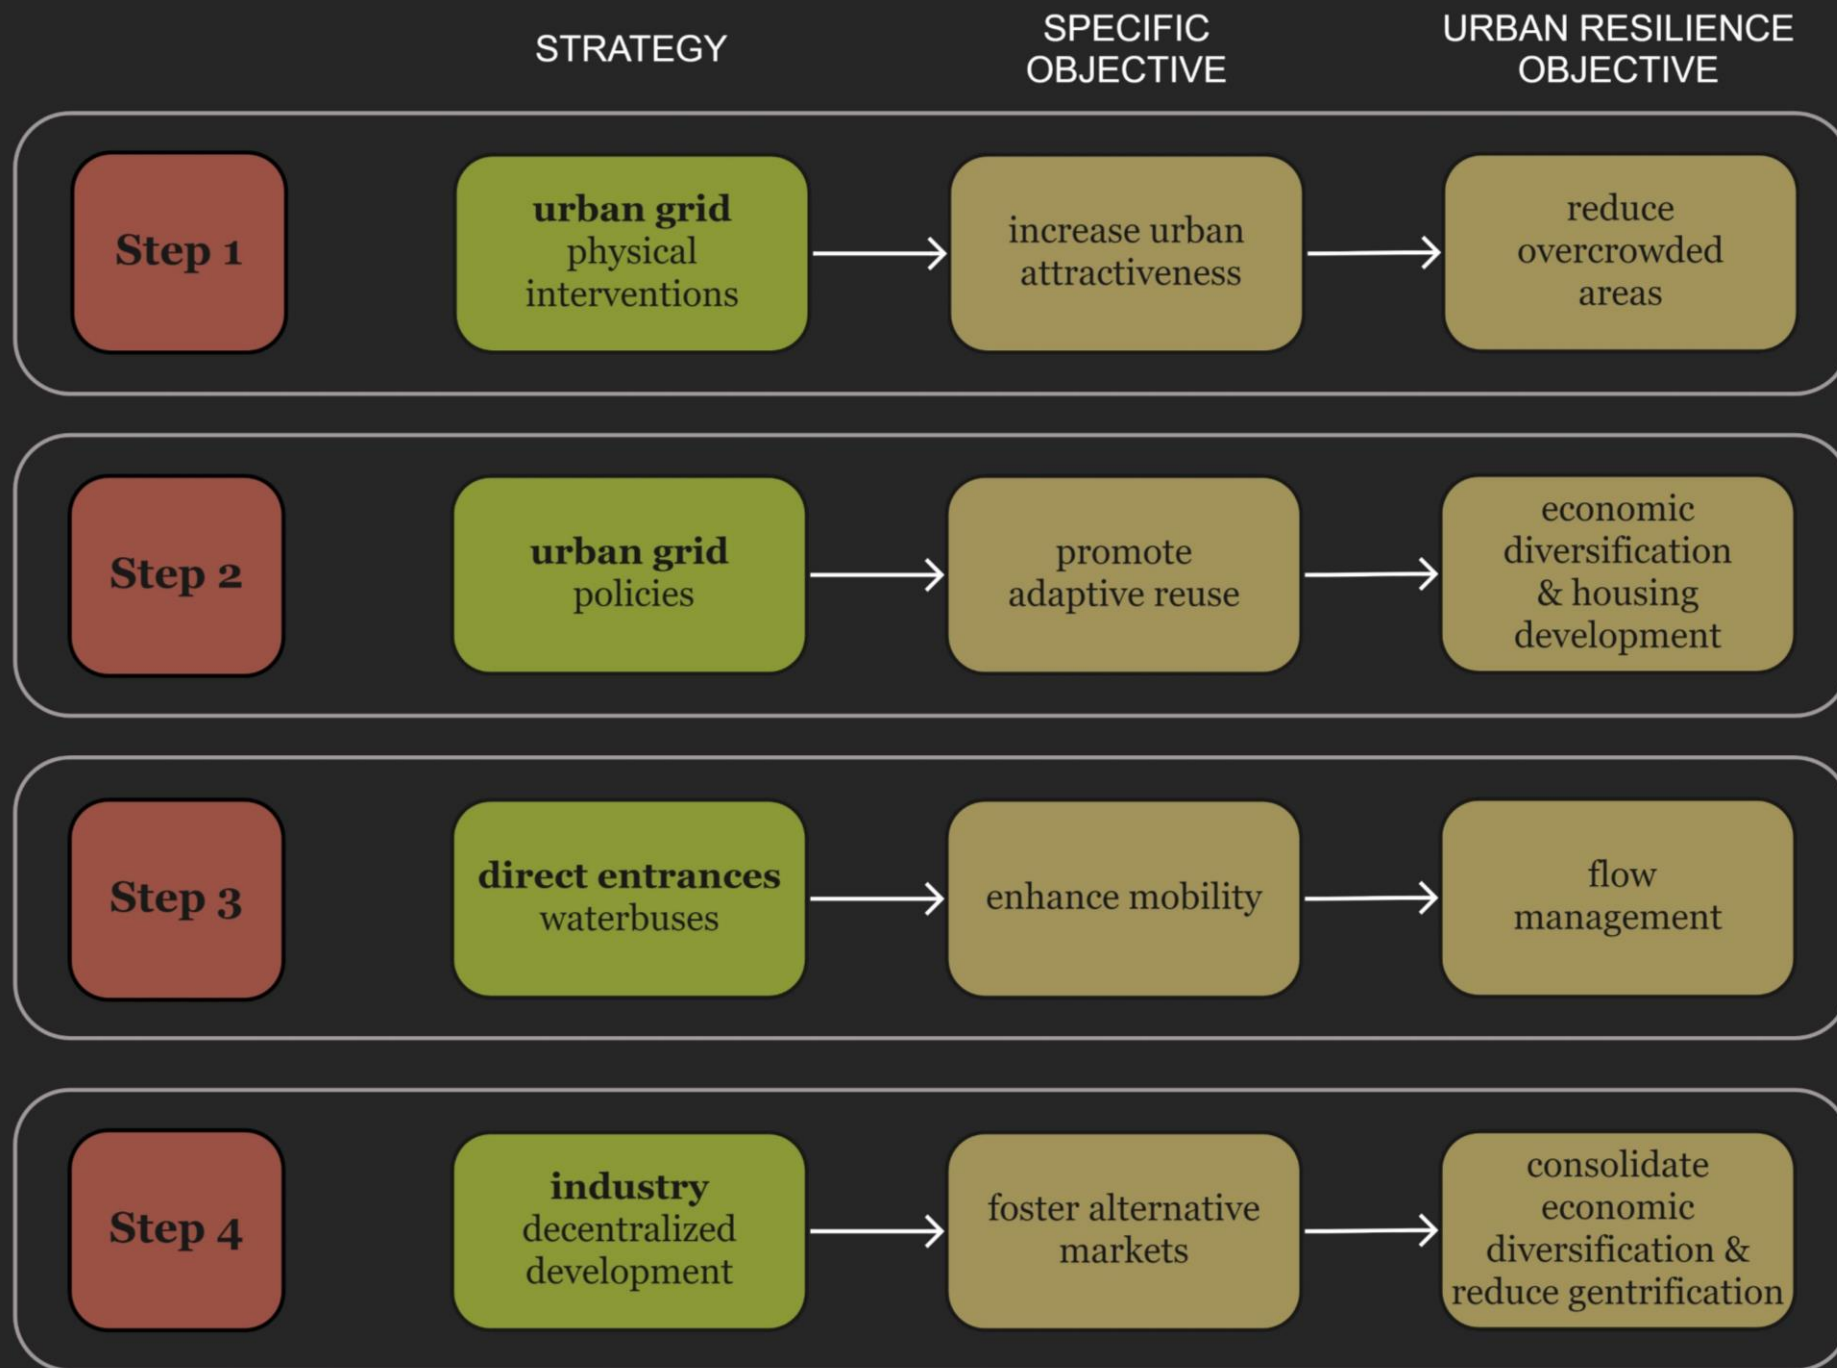 STRATEGY
SPECIFIC
OBJECTIVE
URBAN RESILIENCE
OBJECTIVE
Step 1
urban grid
physical
interventions
increase urban
attractiveness
reduce
overcrowded
areas
Step 2
urban grid
policies
promote
adaptive reuse
economic
diversification
& housing
development
Step 3
direct entrances
waterbuses
enhance mobility
flow
management
Step 4
industry
decentralized
development
foster alternative
markets
consolidate
economic
diversification &
reduce gentrification